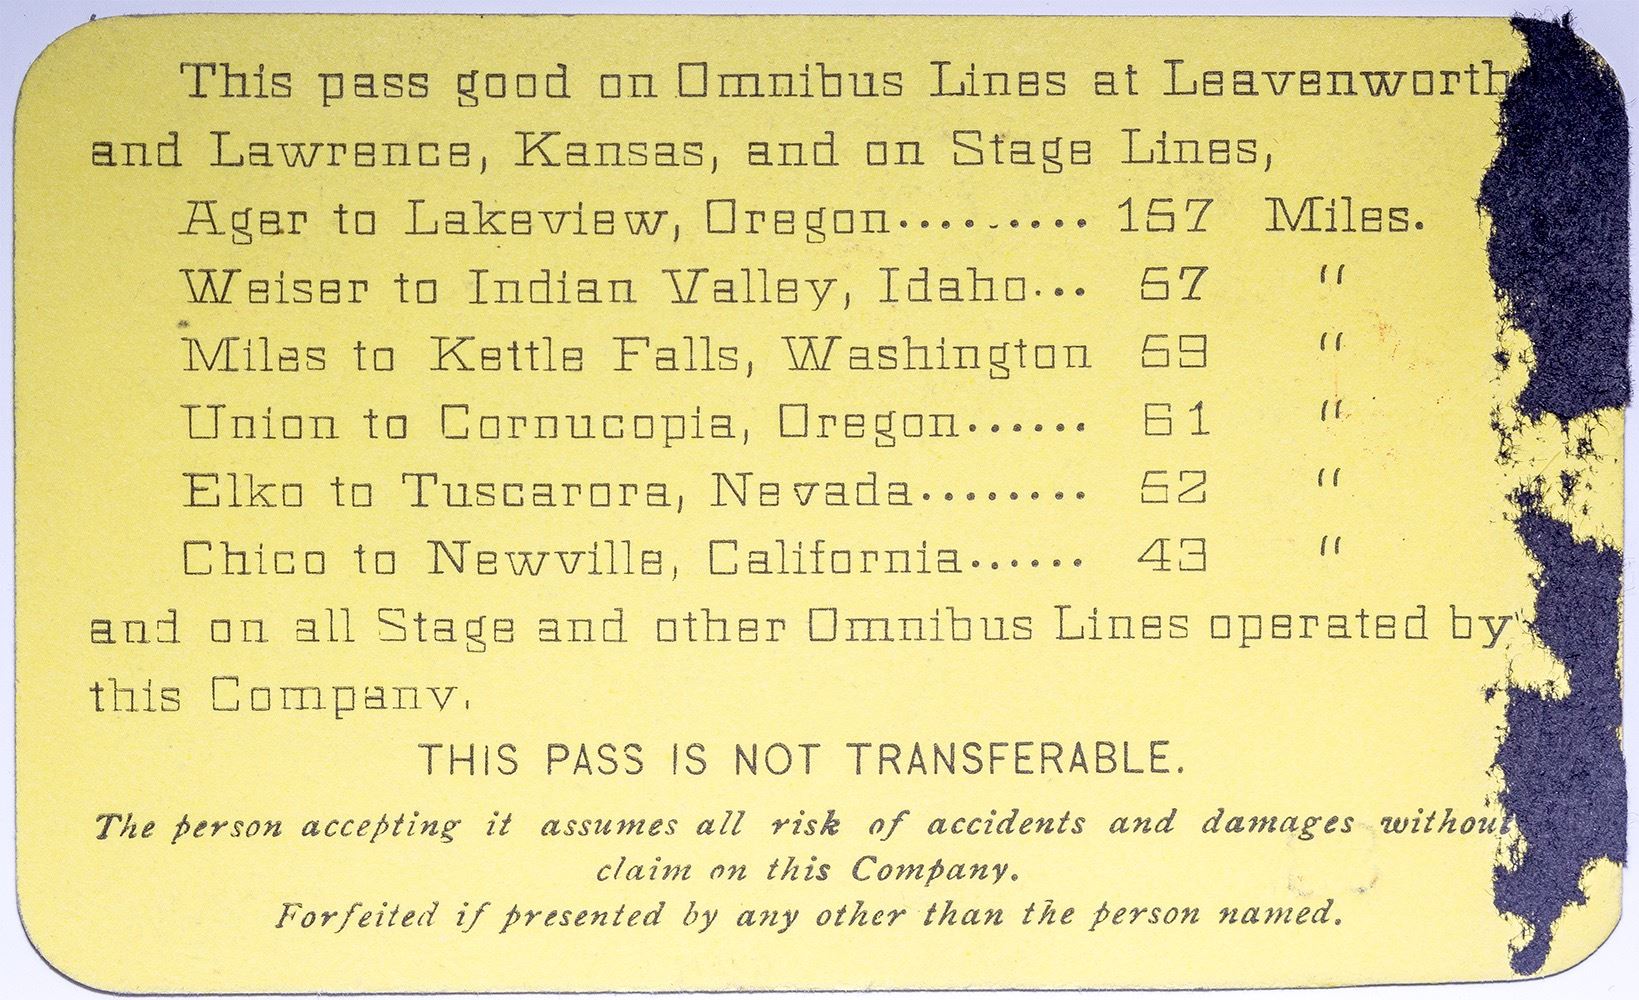 This pass good on Omnibus Lines at Leavenworth
and Lawrence, Kansas, and on Stage Lines,
Ager to Lakeview, Oregon......... 157 Miles.
Weiser to Indian Valley, Idaho... 67 "
Miles to Kettle Falls, Washington 63 "
Union to Cornucopia, Oregon...... 61 "
Elko to Tuscarora, Nevada........ 52 "
Chico to Newville, California...... 43 "
and on all Stage and other Omnibus Lines operated by
this Company.
THIS PASS IS NOT TRANSFERABLE.
The person accepting it assumes all risk of accidents and damages without
claim on this Company.
Forfeited if presented by any other than the person named.